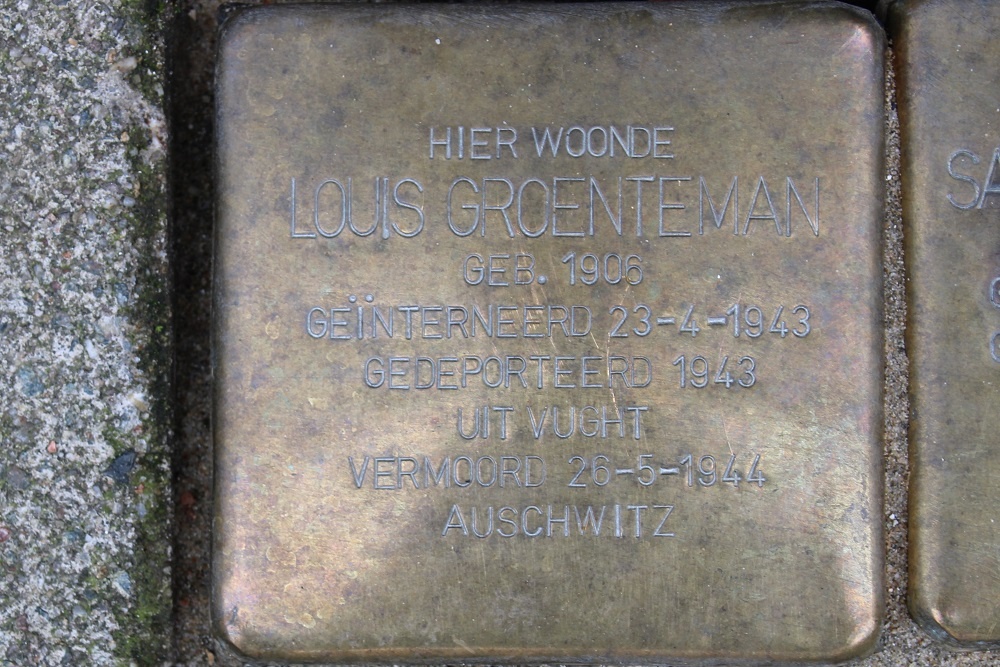 HIER WOONDE
LOUIS GROENTEMAN
GEB. 1906
GEÏNTERNEERD 23-4-1943
GEDEPORTEERD 1943
UIT VUGHT
VERMOORD 26-5-1944
AUSCHWITZ
SA